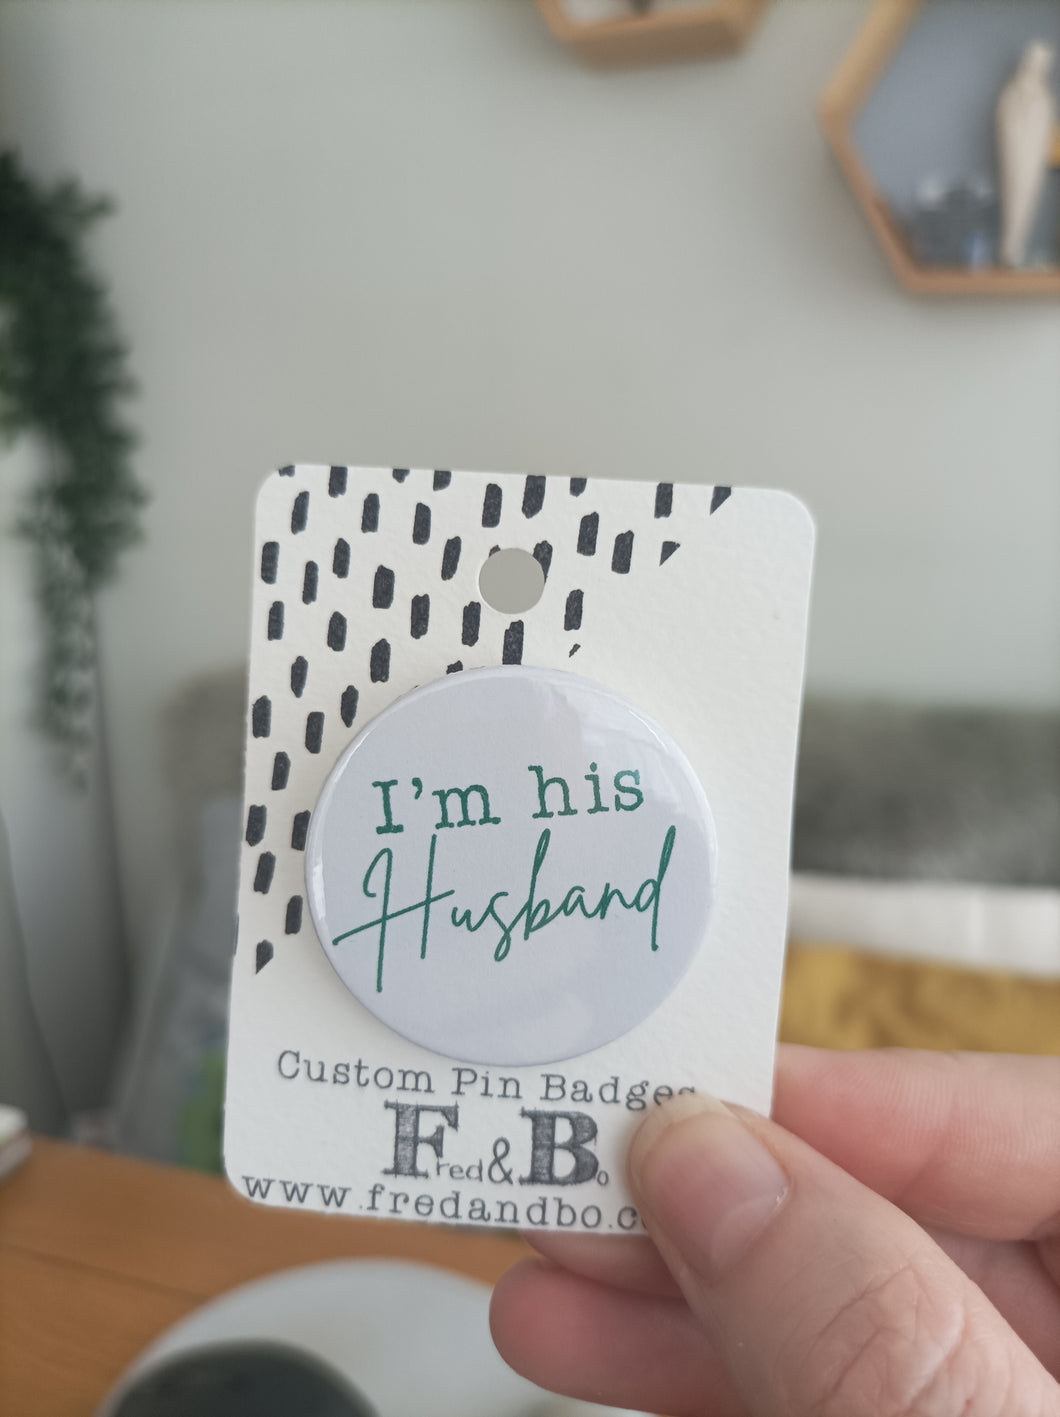 I'm his
Husband
Custom Pin Badges
Fred&Bo
www.fredandbo.c